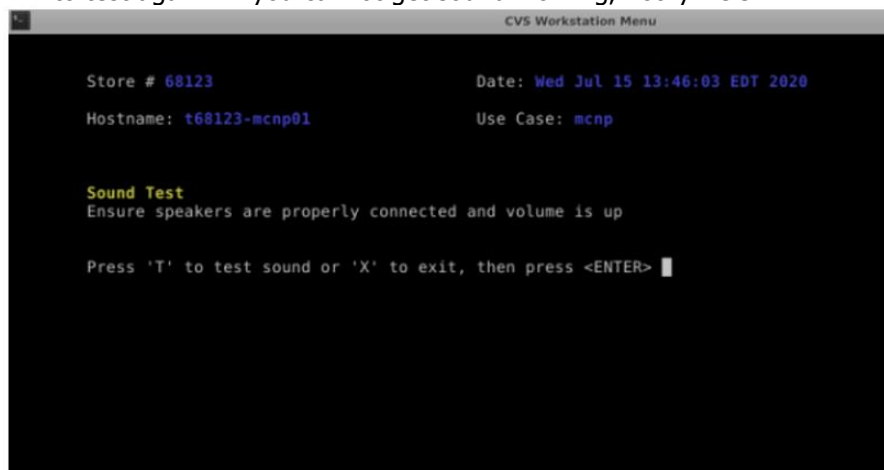 CVS Workstation Menu
Store # 68123 Date: Wed Jul 15 13:46:03 EDT 2020
Hostname: t68123-mcnp01 Use Case: mcnp
Sound Test
Ensure speakers are properly connected and volume is up
Press 'T' to test sound or 'X' to exit, then press <ENTER>